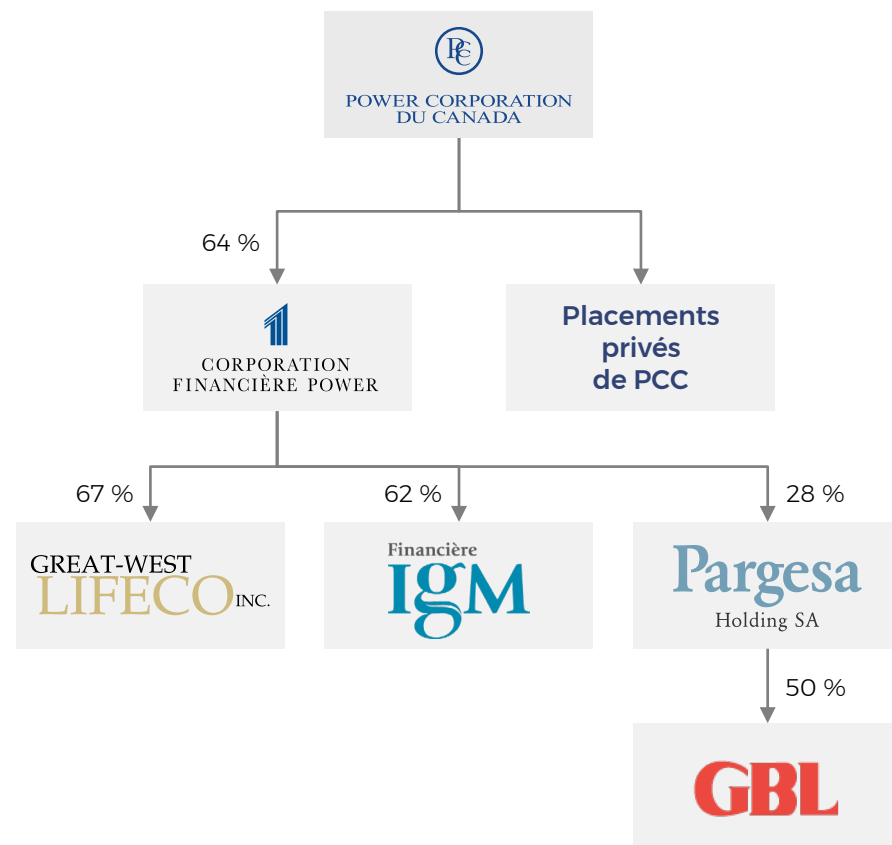 PCC
POWER CORPORATION
DU CANADA
64 %
CORPORATION
FINANCIÈRE POWER
Placements
privés
de PCC
67 %
62 %
28 %
GREAT-WEST
LIFECO INC.
Financière
IgM
Pargesa
Holding SA
50 %
GBL